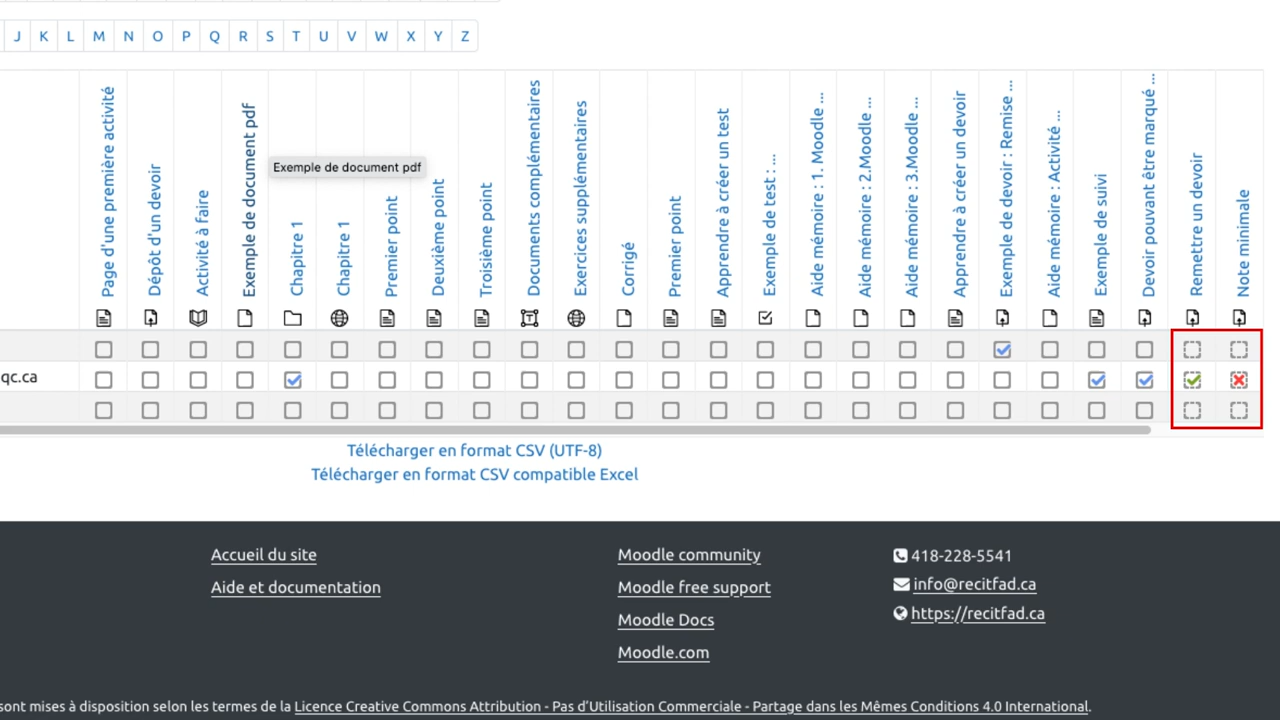 J K L M N O P Q R S T U V W X Y Z
Page d'une première activité
Dépôt d'un devoir
Activité à faire
Exemple de document pdf
Chapitre 1
Chapitre 1
Premier point
Deuxième point
Troisième point
Documents complémentaires
Exercices supplémentaires
Corrigé
Premier point
Apprendre à créer un test
Exemple de test : ...
Aide mémoire : 1. Moodle ...
Aide mémoire : 2.Moodle ...
Aide mémoire : 3.Moodle ...
Apprendre à créer un devoir
Exemple de devoir : Remise ...
Aide mémoire : Activité ...
Exemple de suivi
Devoir pouvant être marqué ...
Remettre un devoir
Note minimale
Exemple de document pdf
qc.ca
Télécharger en format CSV (UTF-8)
Télécharger en format CSV compatible Excel
Accueil du site
Aide et documentation
Moodle community
Moodle free support
Moodle Docs
Moodle.com
418-228-5541
info@recitfad.ca
https://recitfad.ca
sont mises à disposition selon les termes de la Licence Creative Commons Attribution - Pas d'Utilisation Commerciale - Partage dans les Mêmes Conditions 4.0 International.